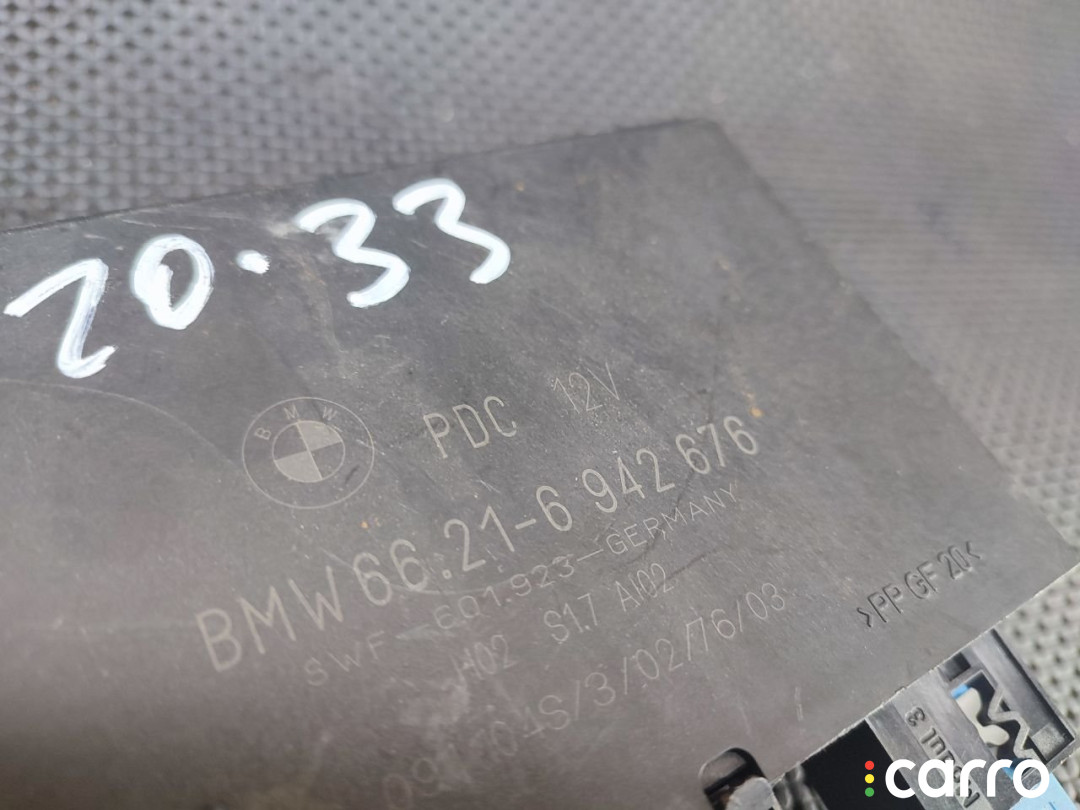 20.33
BMW
PDC 12V
BMW 66.21-6 942 676
SWF 601.923-GERMANY
H02 S1.7 AI02
>PP GF 20<
carro